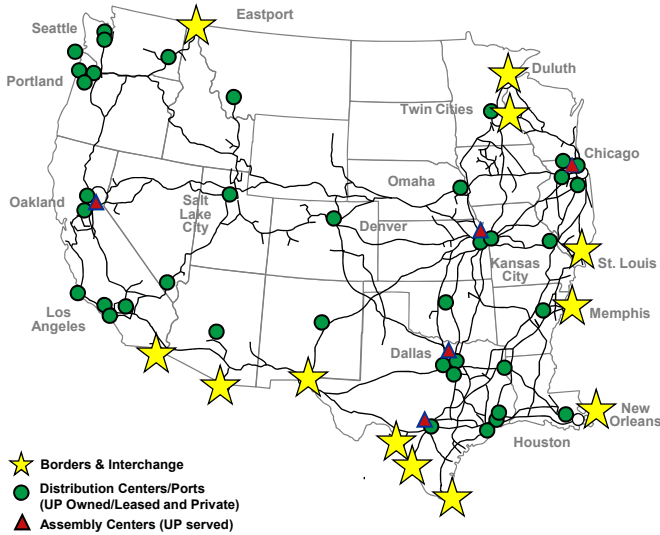 Seattle
Eastport
Portland
Duluth
Twin Cities
Chicago
Oakland
Salt
Lake
City
Omaha
Denver
Kansas
City
St. Louis
Los
Angeles
Memphis
Dallas
New
Orleans
Houston
Borders & Interchange
Distribution Centers/Ports
(UP Owned/Leased and Private)
Assembly Centers (UP served)